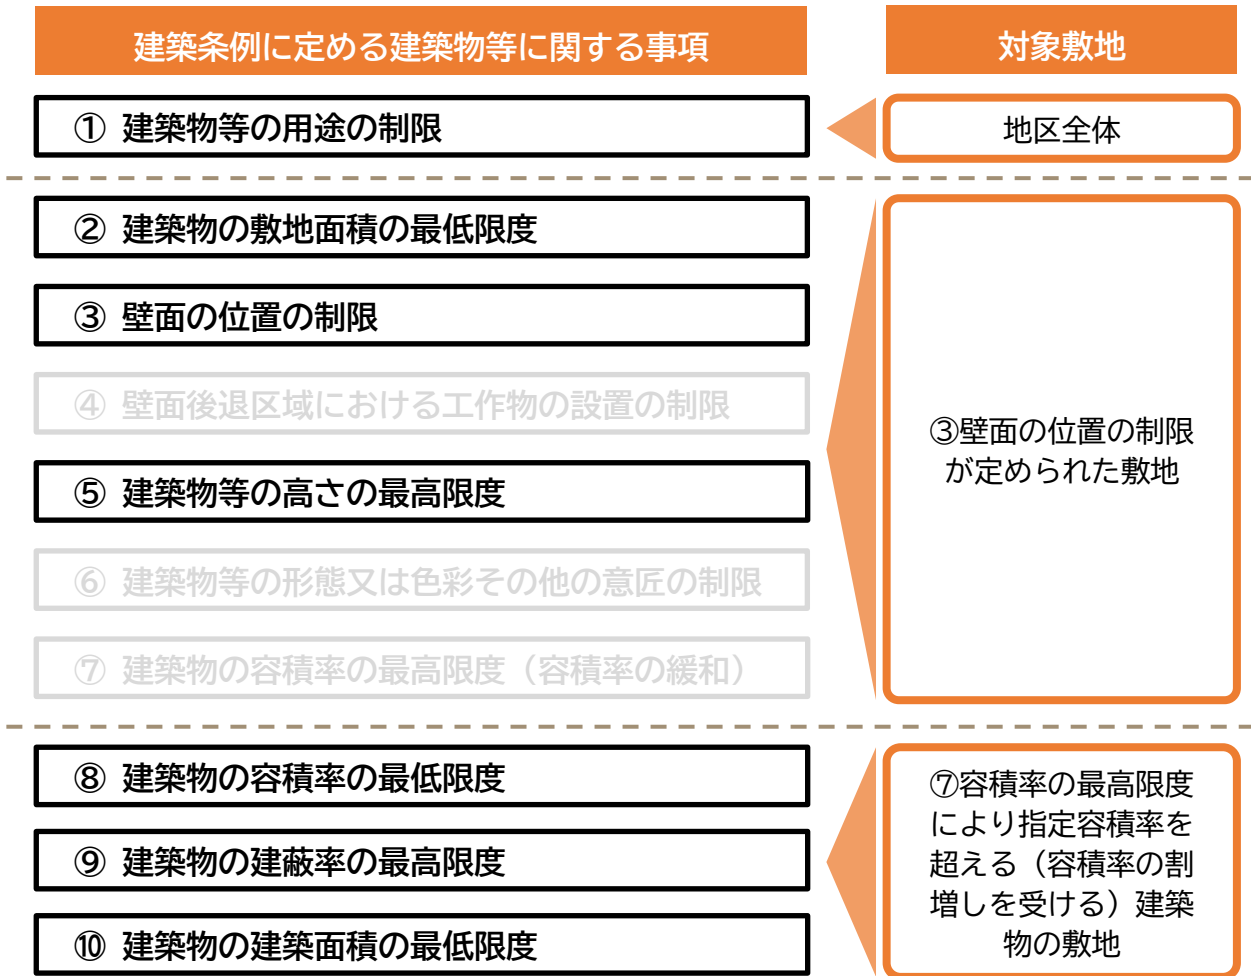 建築条例に定める建築物等に関する事項
対象敷地
① 建築物等の用途の制限
地区全体
② 建築物の敷地面積の最低限度
③ 壁面の位置の制限
④ 壁面後退区域における工作物の設置の制限
⑤ 建築物等の高さの最高限度
⑥ 建築物等の形態又は色彩その他の意匠の制限
⑦ 建築物の容積率の最高限度（容積率の緩和）
③壁面の位置の制限
が定められた敷地
⑧ 建築物の容積率の最低限度
⑨ 建築物の建蔽率の最高限度
⑩ 建築物の建築面積の最低限度
⑦容積率の最高限度
により指定容積率を
超える（容積率の割
増しを受ける）建築
物の敷地